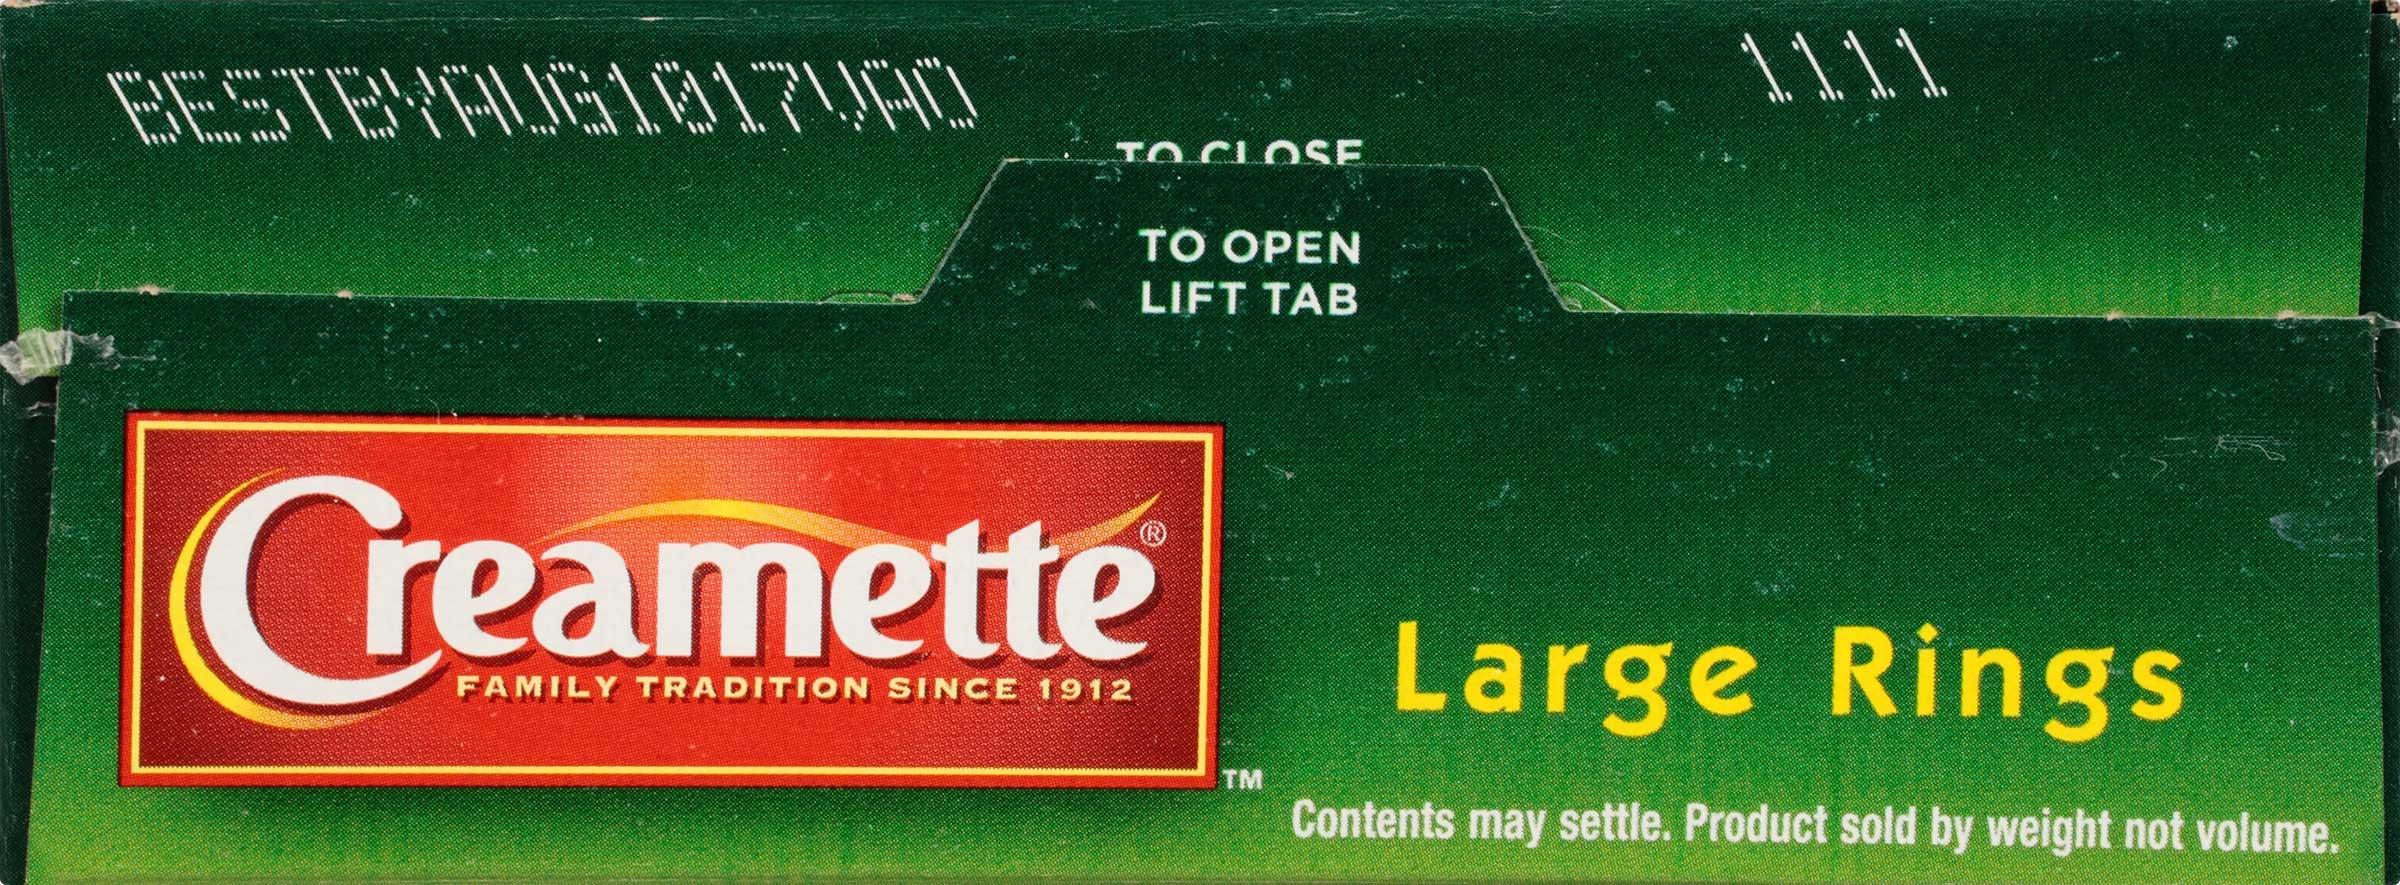 BESTBYAUG1017VAO
1111
TO CLOSE
TO OPEN
LIFT TAB
Creamette®
FAMILY TRADITION SINCE 1912
TM
Large Rings
Contents may settle. Product sold by weight not volume.